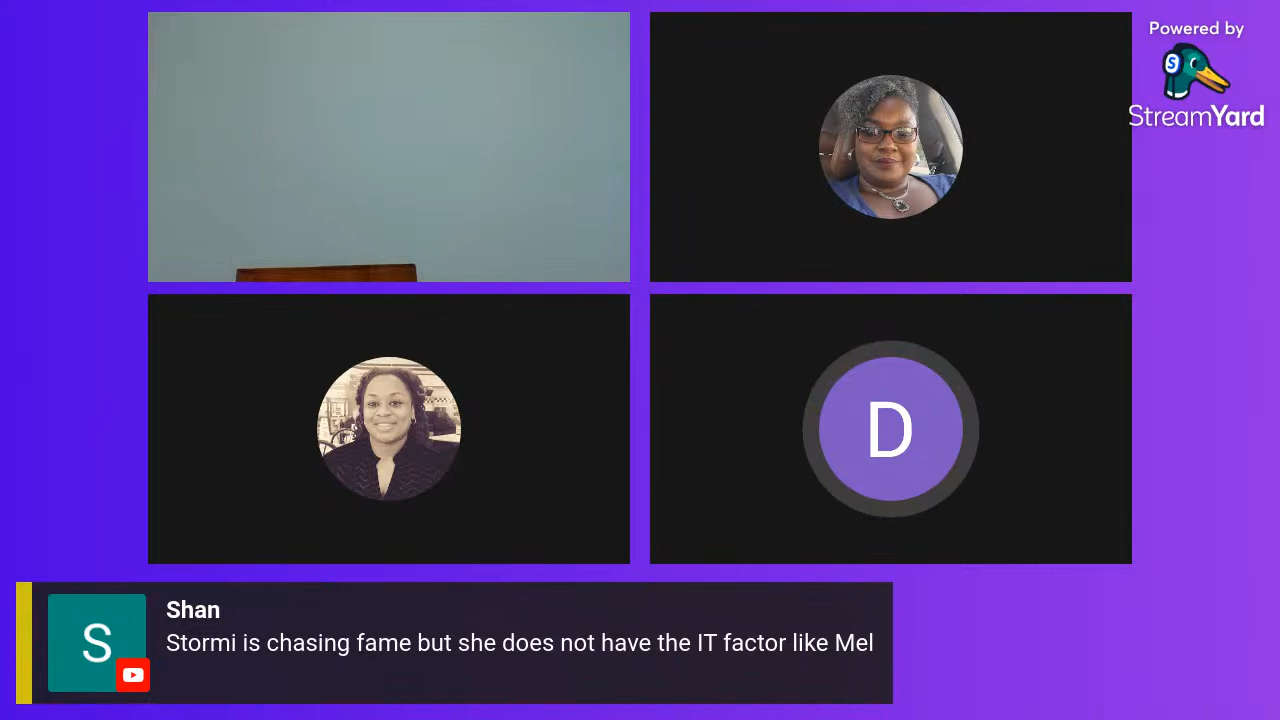 Powered by
S
StreamYard
D
S
Shan
Stormi is chasing fame but she does not have the IT factor like Mel